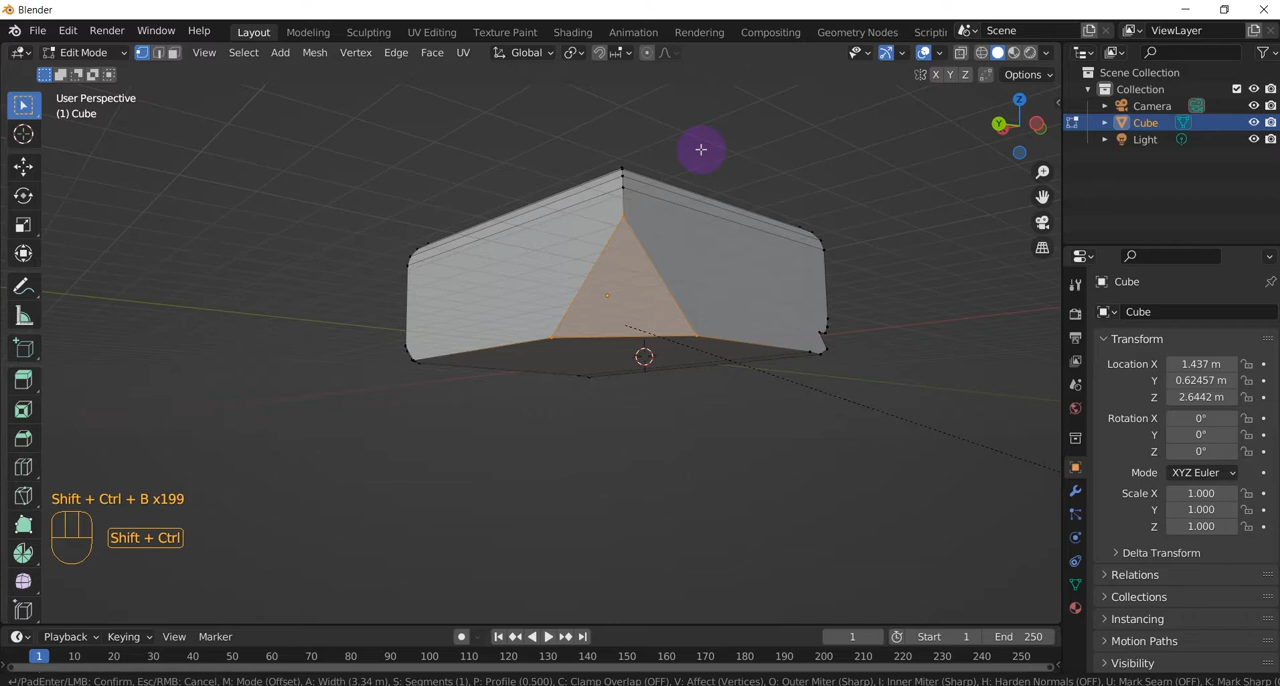 Blender
File Edit Render Window Help Layout Modeling Sculpting UV Editing Texture Paint Shading Animation Rendering Compositing Geometry Nodes Scriptin Scene ViewLayer
Edit Mode View Select Add Mesh Vertex Edge Face UV Global
X Y Z Options
User Perspective
(1) Cube
Z
Y
Scene Collection
Collection
Camera
Cube
Light
Cube
Cube
Transform
Location X 1.437 m
Y 0.62457 m
Z 2.6442 m
Rotation X 0°
Y 0°
Z 0°
Mode XYZ Euler
Scale X 1.000
Y 1.000
Z 1.000
Delta Transform
Relations
Collections
Instancing
Motion Paths
Visibility
Shift + Ctrl + B x199
Shift + Ctrl
Playback Keying View Marker 1 Start 1 End 250
1 10 20 30 40 50 60 70 80 90 100 110 120 130 140 150 160 170 180 190 200 210 220 230 240 250
↵/PadEnter/LMB: Confirm, Esc/RMB: Cancel, M: Mode (Offset), A: Width (3.34 m), S: Segments (1), P: Profile (0.500), C: Clamp Overlap (OFF), V: Affect (Vertices), O: Outer Miter (Sharp), I: Inner Miter (Sharp), H: Harden Normals (OFF), U: Mark Seam (OFF), K: Mark Sharp (